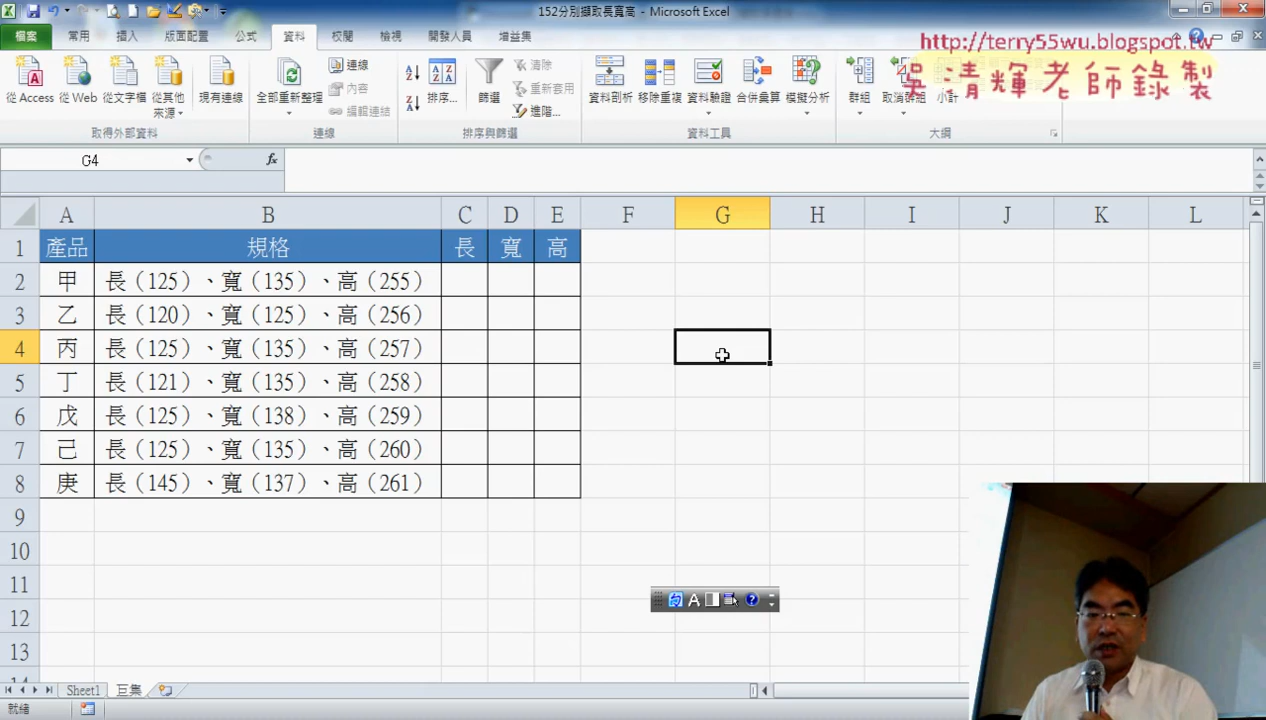 152分別擷取長寬高 - Microsoft Excel
檔案 常用 插入 版面配置 公式 資料 校閱 檢視 開發人員 增益集
http://terry55wu.blogspot.tw
吳清輝老師錄製
從 Access 從 Web 從文字檔 從其他來源 現有連線 全部重新整理 連線 內容 編輯連結 排序... 篩選 清除 重新套用 進階... 資料剖析 移除重複 資料驗證 合併彙算 模擬分析 群組 取消群組 小計
取得外部資料 連線 排序與篩選 資料工具 大綱
G4 fx
A B C D E F G H I J K L
1 產品 規格 長 寬 高
2 甲 長（125）、寬（135）、高（255）
3 乙 長（120）、寬（125）、高（256）
4 丙 長（125）、寬（135）、高（257）
5 丁 長（121）、寬（135）、高（258）
6 戊 長（125）、寬（138）、高（259）
7 己 長（125）、寬（135）、高（260）
8 庚 長（145）、寬（137）、高（261）
9
10
11
12
13
Sheet1 巨集
就緒